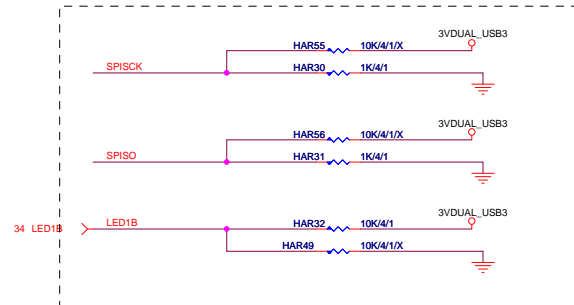 3VDUAL_USB3
HAR55 10K/4/1/X
SPISCK HAR30 1K/4/1
3VDUAL_USB3
HAR56 10K/4/1/X
SPISO HAR31 1K/4/1
3VDUAL_USB3
34 LED1B LED1B HAR32 10K/4/1
HAR49 10K/4/1/X